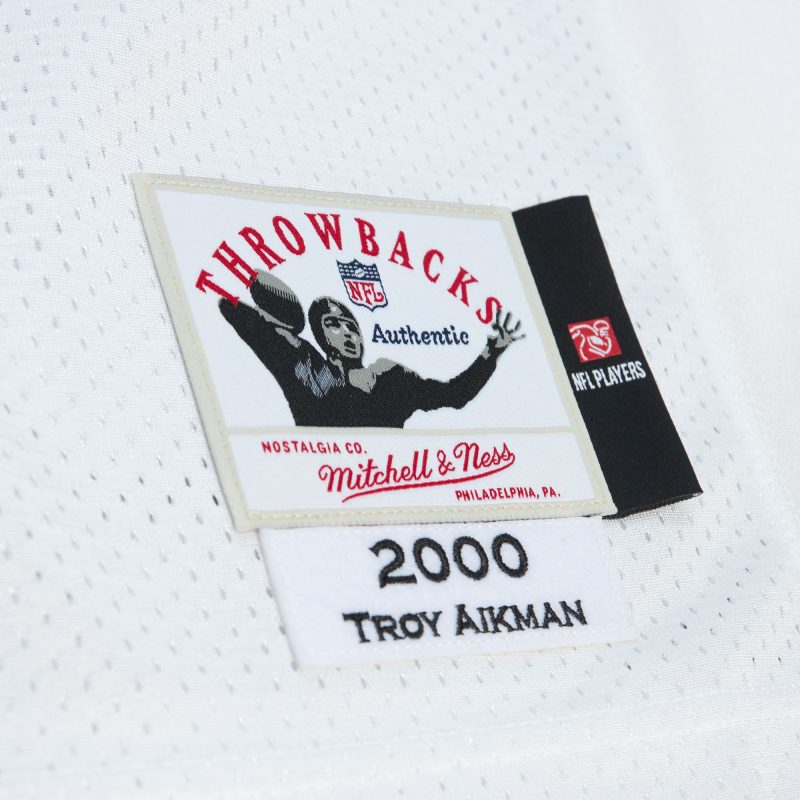 THROWBACKS
NFL
Authentic
NOSTALGIA CO.
Mitchell & Ness
PHILADELPHIA, PA.
NFL PLAYERS
2000
TROY AIKMAN